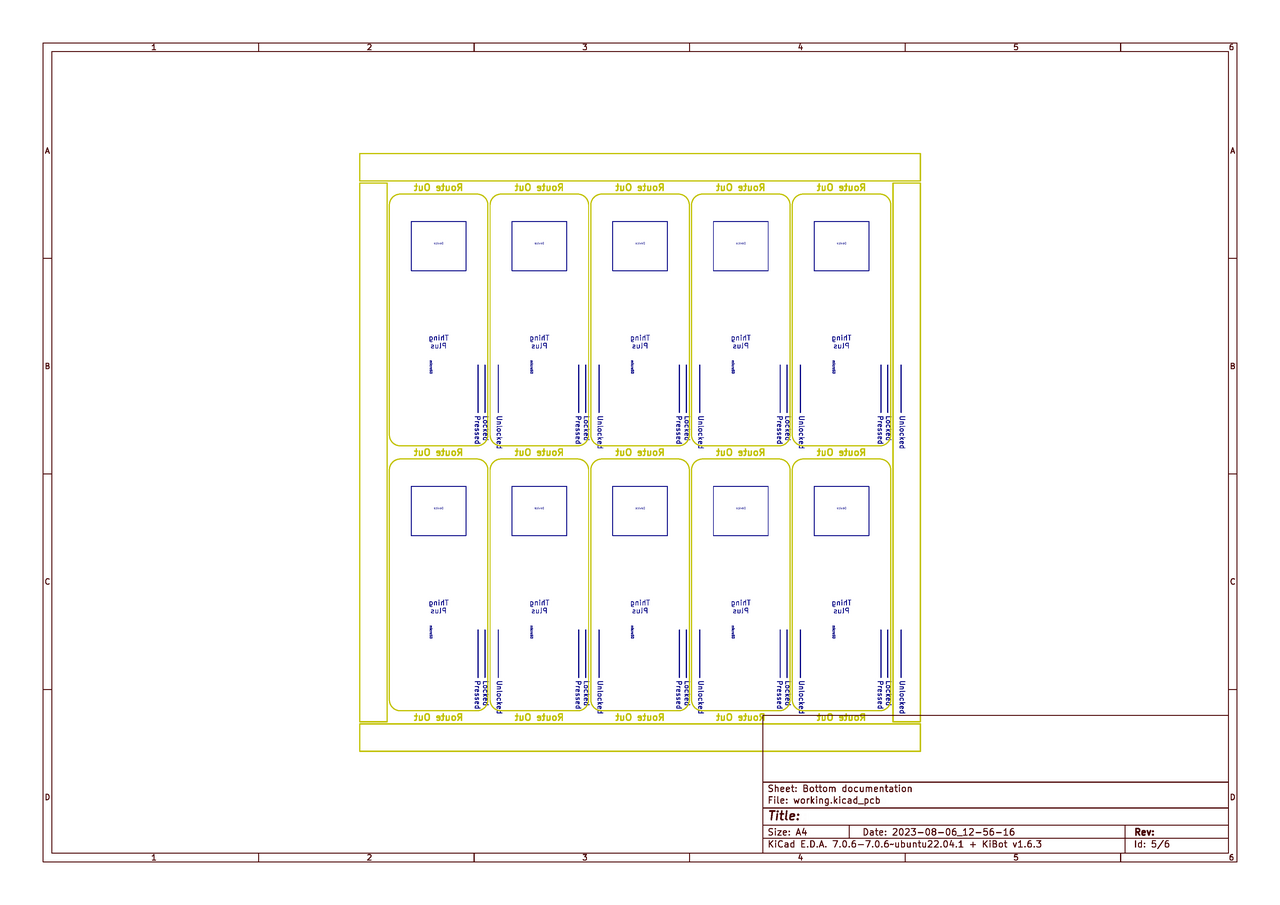 1 2 3 4 5 6
A A
Route Out Route Out Route Out Route Out Route Out
Thing Thing Thing Thing Thing
Plus Plus Plus Plus Plus
B B
Pressed Locked Unlocked Pressed Locked Unlocked Pressed Locked Unlocked Pressed Locked Unlocked Pressed Locked Unlocked
Route Out Route Out Route Out Route Out Route Out
C C
Thing Thing Thing Thing Thing
Plus Plus Plus Plus Plus
Pressed Locked Unlocked Pressed Locked Unlocked Pressed Locked Unlocked Pressed Locked Unlocked Pressed Locked Unlocked
Route Out Route Out Route Out Route Out Route Out
D D
Sheet: Bottom documentation
File: working.kicad_pcb
Title:
Size: A4 Date: 2023-08-06_12-56-16 Rev:
KiCad E.D.A. 7.0.6-7.0.6~ubuntu22.04.1 + KiBot v1.6.3 Id: 5/6
1 2 3 4 5 6